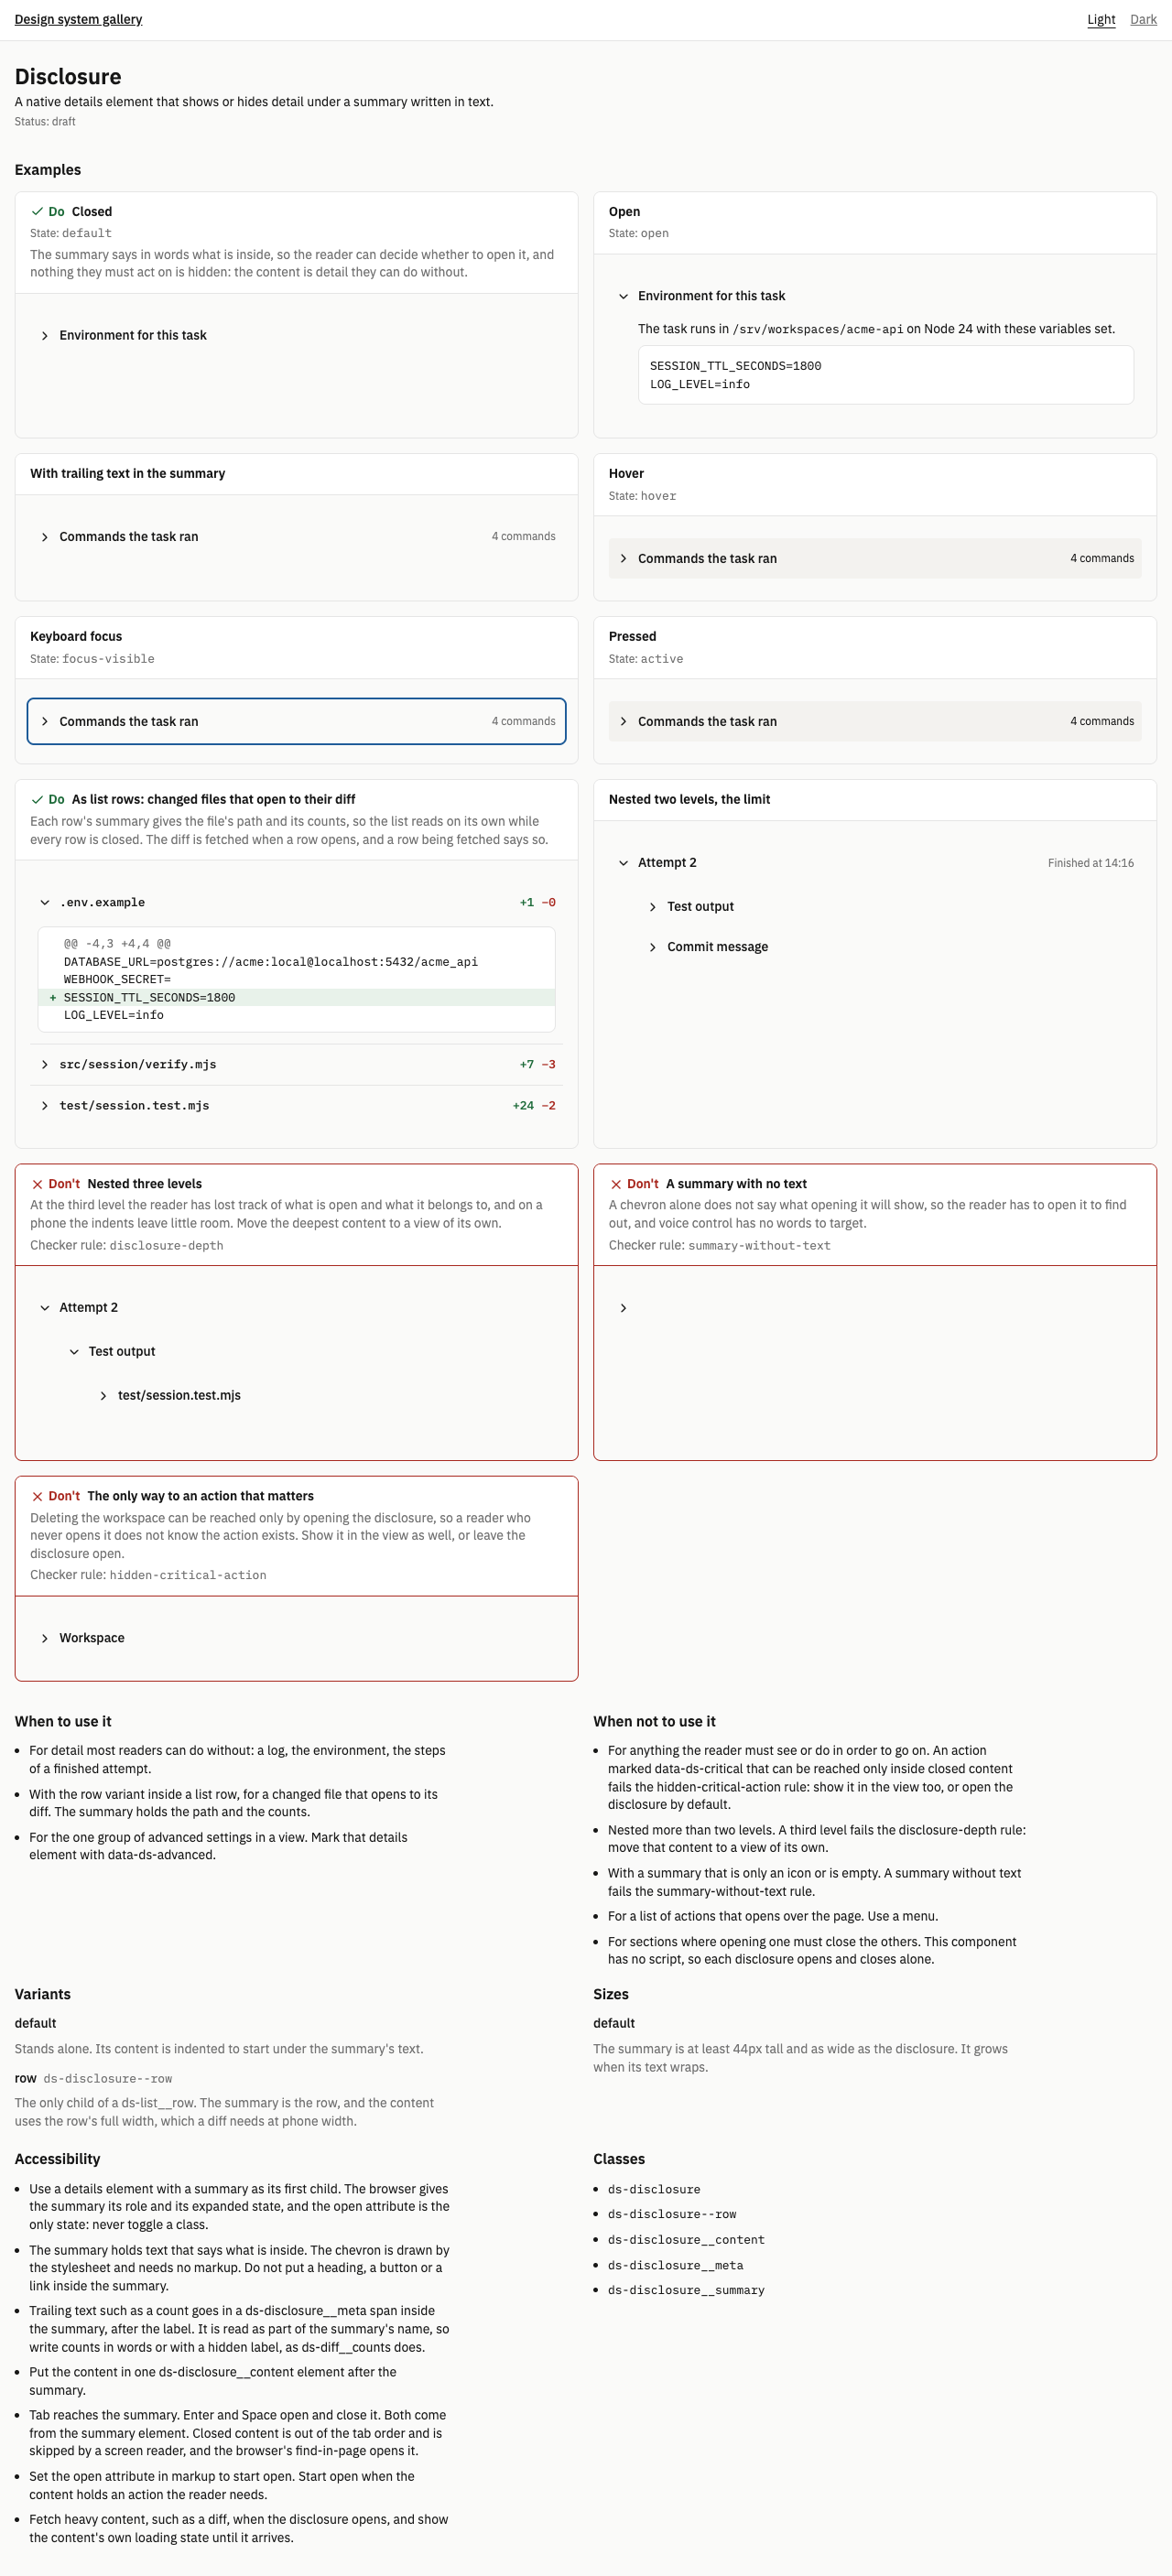 Design system gallery
Light Dark
Disclosure
A native details element that shows or hides detail under a summary written in text.
Status: draft
Examples
Do Closed
State: default
The summary says in words what is inside, so the reader can decide whether to open it, and
nothing they must act on is hidden: the content is detail they can do without.
Environment for this task
Open
State: open
Environment for this task
The task runs in /srv/workspaces/acme-api on Node 24 with these variables set.
SESSION_TTL_SECONDS=1800
LOG_LEVEL=info
With trailing text in the summary
Commands the task ran 4 commands
Hover
State: hover
Commands the task ran 4 commands
Keyboard focus
State: focus-visible
Commands the task ran 4 commands
Pressed
State: active
Commands the task ran 4 commands
Do As list rows: changed files that open to their diff
Each row's summary gives the file's path and its counts, so the list reads on its own while
every row is closed. The diff is fetched when a row opens, and a row being fetched says so.
.env.example +1 −0
@@ -4,3 +4,4 @@
DATABASE_URL=postgres://acme:local@localhost:5432/acme_api
WEBHOOK_SECRET=
+ SESSION_TTL_SECONDS=1800
LOG_LEVEL=info
src/session/verify.mjs +7 −3
test/session.test.mjs +24 −2
Nested two levels, the limit
Attempt 2 Finished at 14:16
Test output
Commit message
Don't Nested three levels
At the third level the reader has lost track of what is open and what it belongs to, and on a
phone the indents leave little room. Move the deepest content to a view of its own.
Checker rule: disclosure-depth
Attempt 2
Test output
test/session.test.mjs
Don't A summary with no text
A chevron alone does not say what opening it will show, so the reader has to open it to find
out, and voice control has no words to target.
Checker rule: summary-without-text
Don't The only way to an action that matters
Deleting the workspace can be reached only by opening the disclosure, so a reader who
never opens it does not know the action exists. Show it in the view as well, or leave the
disclosure open.
Checker rule: hidden-critical-action
Workspace
When to use it
For detail most readers can do without: a log, the environment, the steps
of a finished attempt.
With the row variant inside a list row, for a changed file that opens to its
diff. The summary holds the path and the counts.
For the one group of advanced settings in a view. Mark that details
element with data-ds-advanced.
When not to use it
For anything the reader must see or do in order to go on. An action
marked data-ds-critical that can be reached only inside closed content
fails the hidden-critical-action rule: show it in the view too, or open the
disclosure by default.
Nested more than two levels. A third level fails the disclosure-depth rule:
move that content to a view of its own.
With a summary that is only an icon or is empty. A summary without text
fails the summary-without-text rule.
For a list of actions that opens over the page. Use a menu.
For sections where opening one must close the others. This component
has no script, so each disclosure opens and closes alone.
Variants
default
Stands alone. Its content is indented to start under the summary's text.
row ds-disclosure--row
The only child of a ds-list__row. The summary is the row, and the content
uses the row's full width, which a diff needs at phone width.
Sizes
default
The summary is at least 44px tall and as wide as the disclosure. It grows
when its text wraps.
Accessibility
Use a details element with a summary as its first child. The browser gives
the summary its role and its expanded state, and the open attribute is the
only state: never toggle a class.
The summary holds text that says what is inside. The chevron is drawn by
the stylesheet and needs no markup. Do not put a heading, a button or a
link inside the summary.
Trailing text such as a count goes in a ds-disclosure__meta span inside
the summary, after the label. It is read as part of the summary's name, so
write counts in words or with a hidden label, as ds-diff__counts does.
Put the content in one ds-disclosure__content element after the
summary.
Tab reaches the summary. Enter and Space open and close it. Both come
from the summary element. Closed content is out of the tab order and is
skipped by a screen reader, and the browser's find-in-page opens it.
Set the open attribute in markup to start open. Start open when the
content holds an action the reader needs.
Fetch heavy content, such as a diff, when the disclosure opens, and show
the content's own loading state until it arrives.
Classes
ds-disclosure
ds-disclosure--row
ds-disclosure__content
ds-disclosure__meta
ds-disclosure__summary